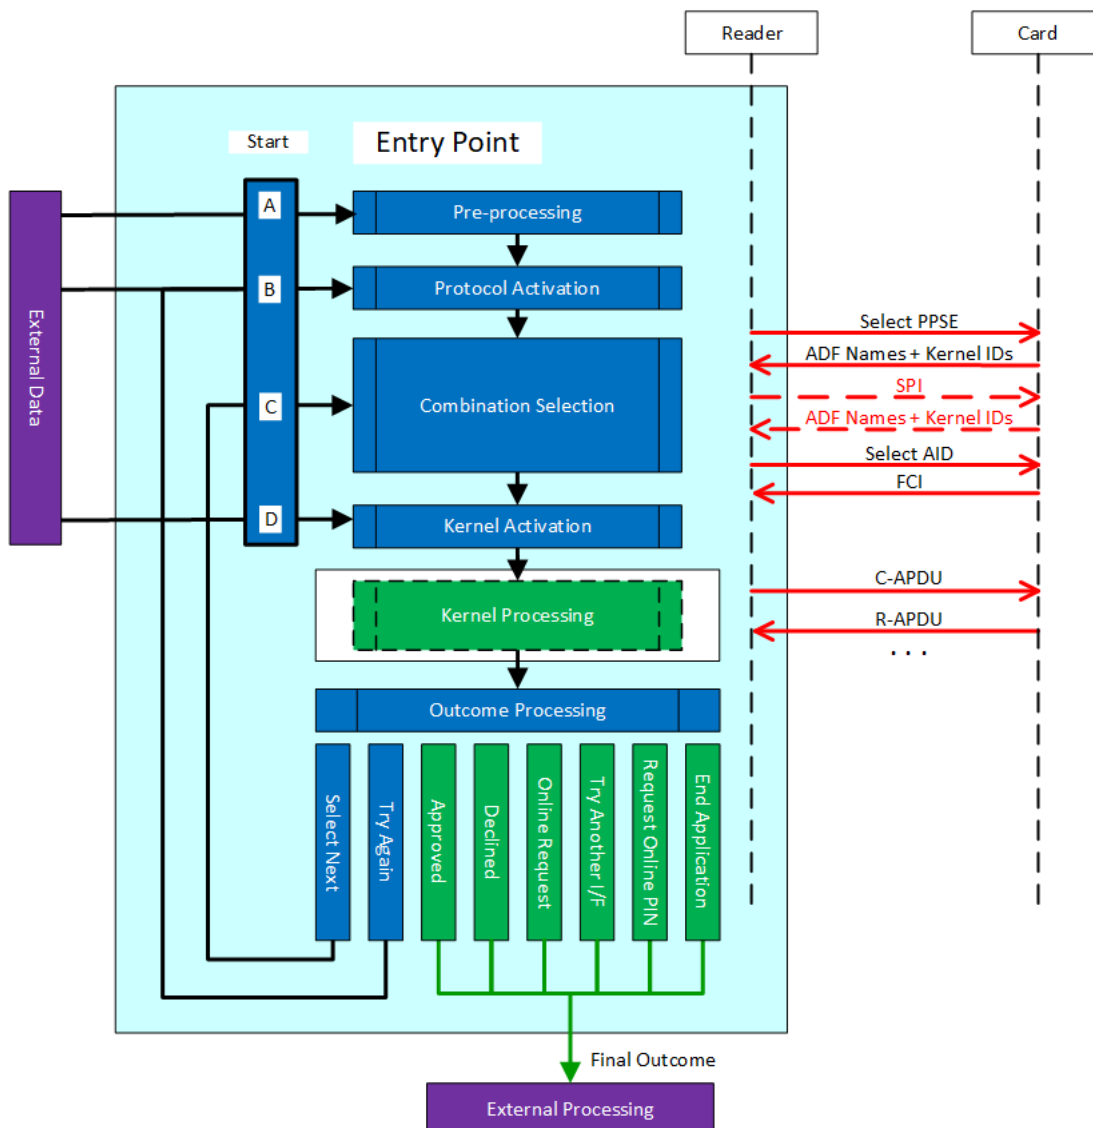 Reader
Card
Start
Entry Point
A
Pre-processing
B
Protocol Activation
External Data
C
Combination Selection
D
Kernel Activation
Kernel Processing
Outcome Processing
Select Next
Try Again
Approved
Declined
Online Request
Try Another I/F
Request Online PIN
End Application
Select PPSE
ADF Names + Kernel IDs
SPI
ADF Names + Kernel IDs
Select AID
FCI
C-APDU
R-APDU
. . .
Final Outcome
External Processing